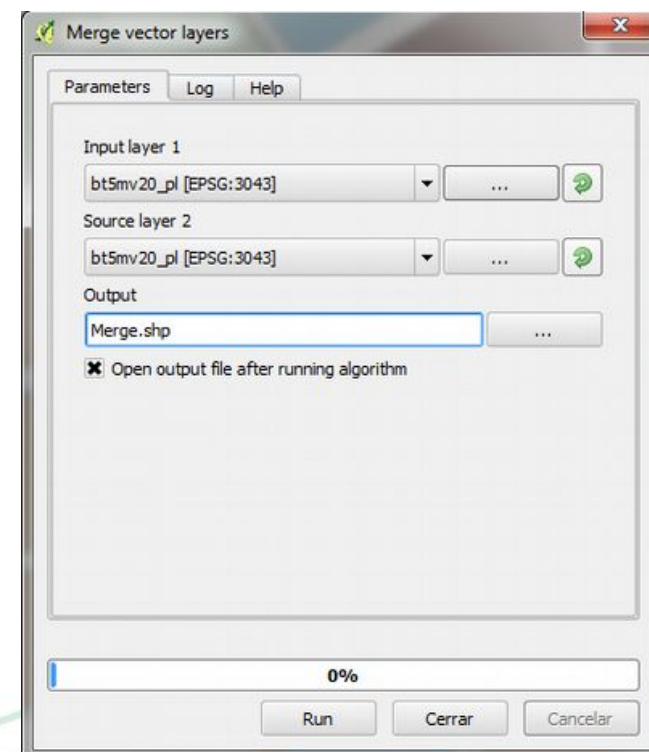 Merge vector layers
Parameters Log Help
Input layer 1
bt5mv20_pl [EPSG:3043] ...
Source layer 2
bt5mv20_pl [EPSG:3043] ...
Output
Merge.shp ...
Open output file after running algorithm
0%
Run Cerrar Cancelar